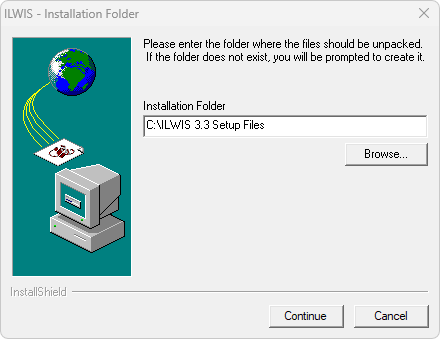 ILWIS - Installation Folder
Please enter the folder where the files should be unpacked.
If the folder does not exist, you will be prompted to create it.
Installation Folder
C:\ILWIS 3.3 Setup Files
Browse...
InstallShield
Continue
Cancel